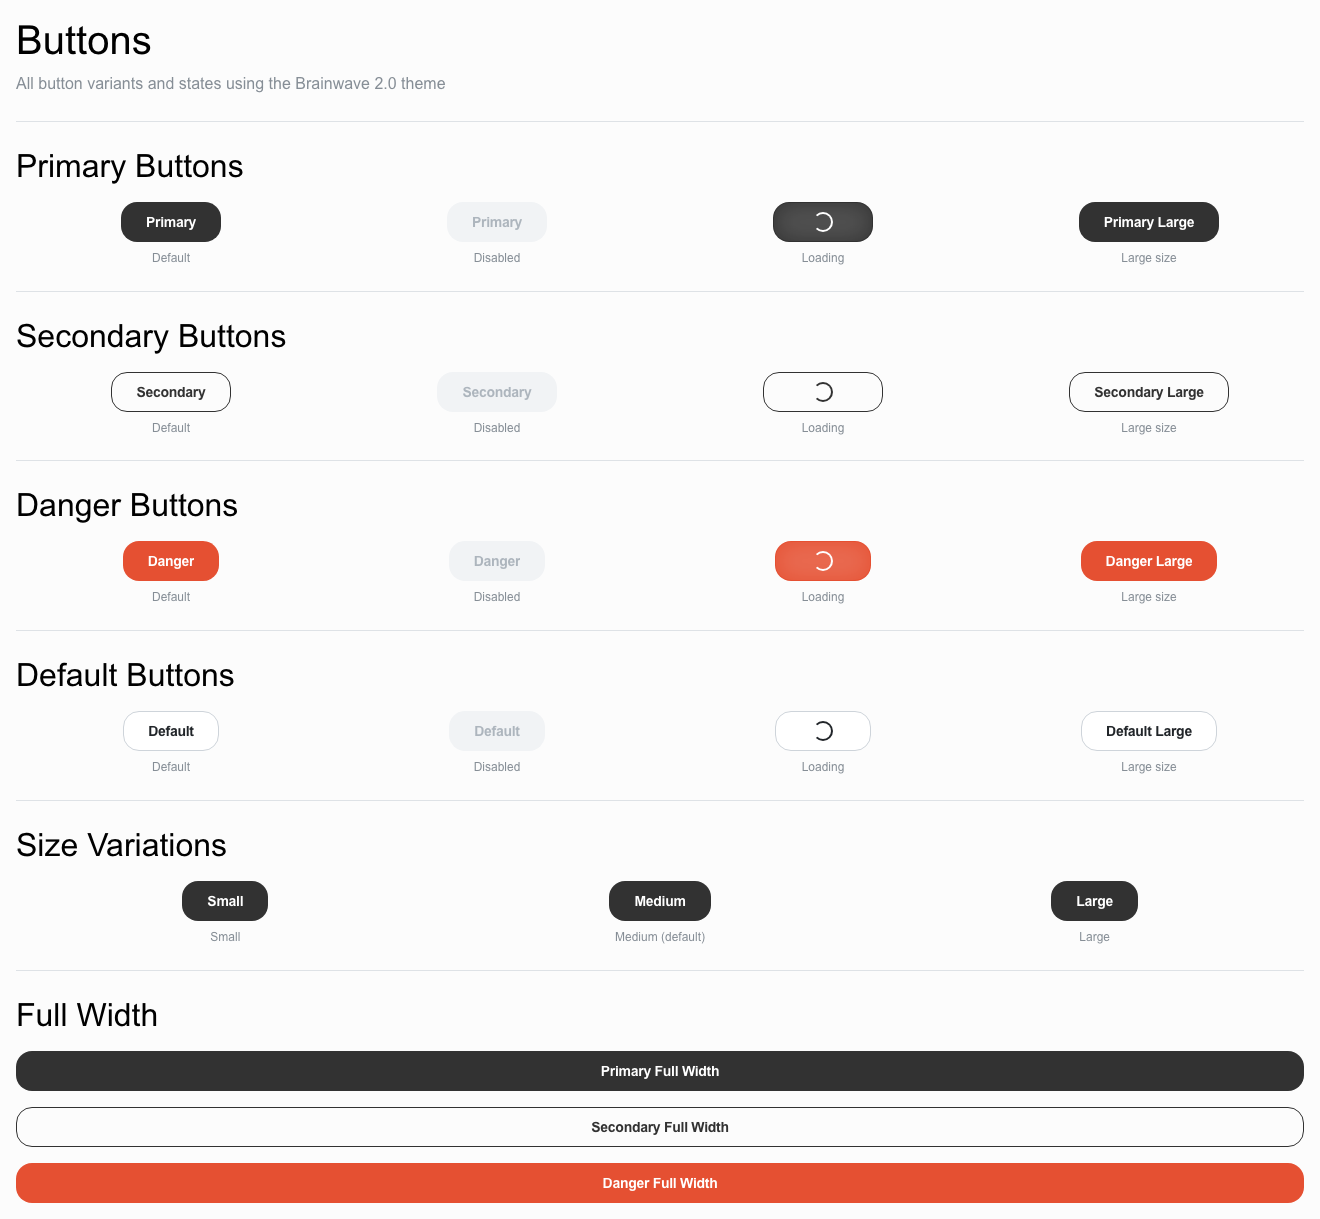 Buttons
All button variants and states using the Brainwave 2.0 theme
Primary Buttons
Primary Primary Primary Large
Default Disabled Loading Large size
Secondary Buttons
Secondary Secondary Secondary Large
Default Disabled Loading Large size
Danger Buttons
Danger Danger Danger Large
Default Disabled Loading Large size
Default Buttons
Default Default Default Large
Default Disabled Loading Large size
Size Variations
Small Medium Large
Small Medium (default) Large
Full Width
Primary Full Width
Secondary Full Width
Danger Full Width